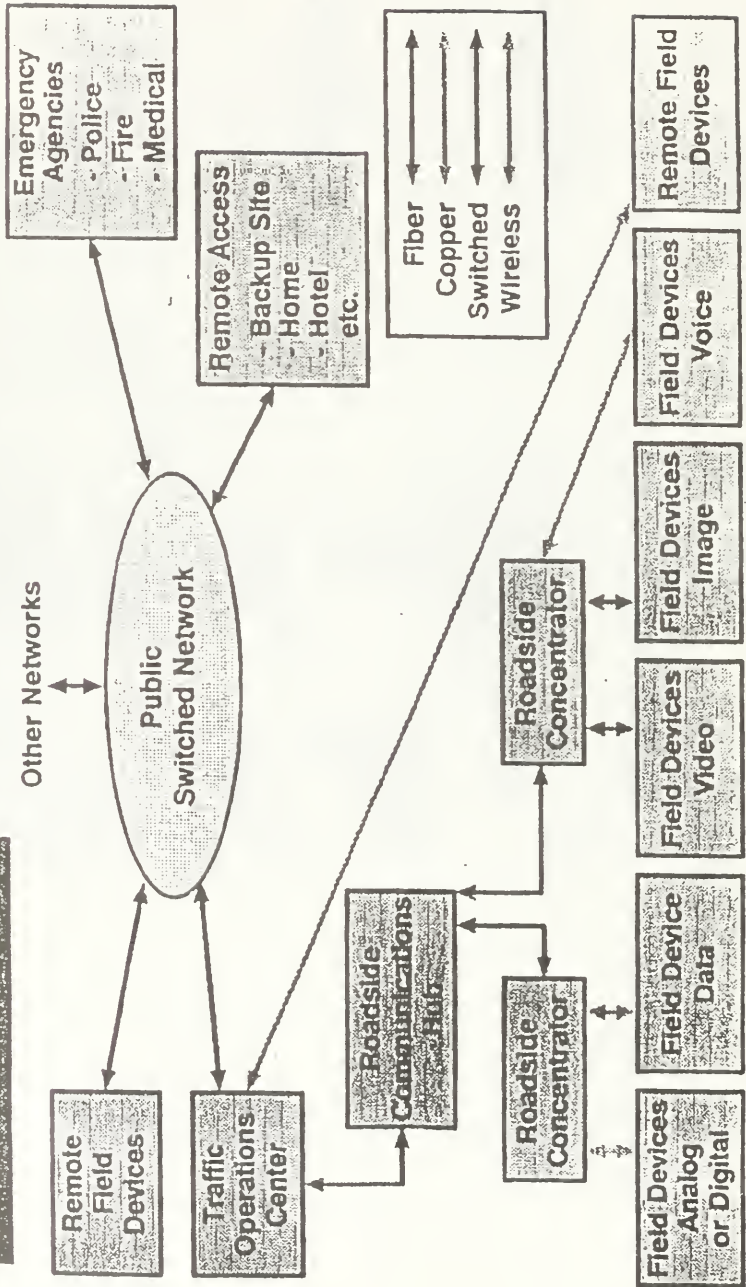 Other Networks
Emergency
Agencies
- Police
- Fire
- Medical
Public
Switched Network
Remote
Field
Devices
Remote Access
- Backup Site
- Home
- Hotel
etc.
Traffic
Operations
Center
Fiber
Copper
Switched
Wireless
Roadside
Communications
Hub
Roadside
Concentrator
Roadside
Concentrator
Field Devices
Analog
or Digital
Field Device
Data
Field Devices
Video
Field Devices
Image
Field Devices
Voice
Remote Field
Devices